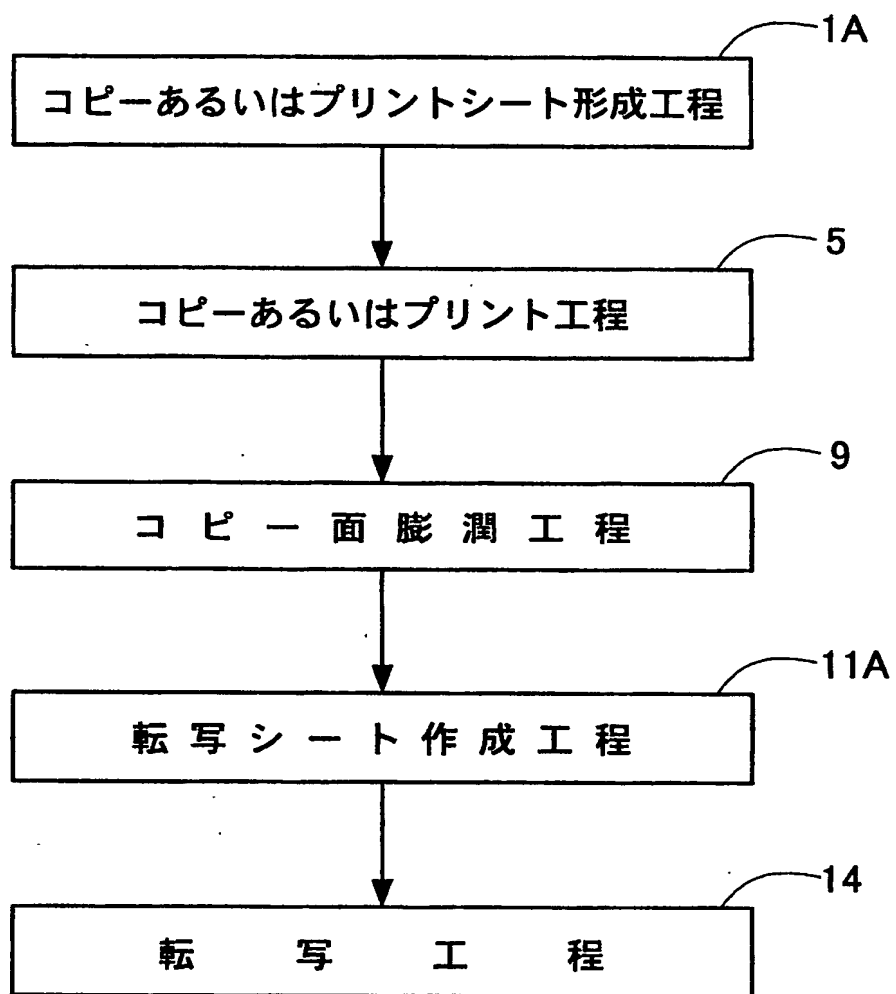 1A
コピーあるいはプリントシート形成工程
5
コピーあるいはプリント工程
9
コピー面膨潤工程
11A
転写シート作成工程
14
転写工程